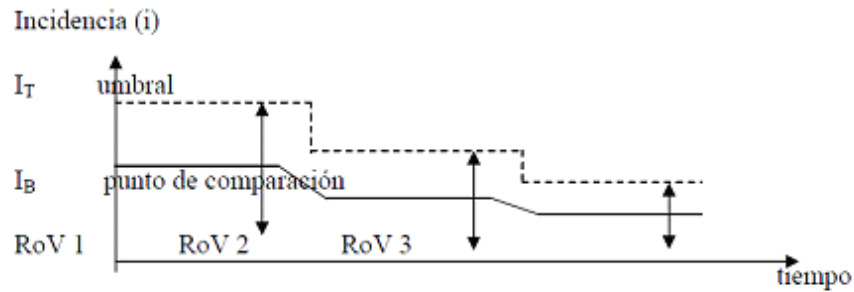 Incidencia (i)
I_T umbral
I_B punto de comparación
RoV 1 RoV 2 RoV 3
tiempo